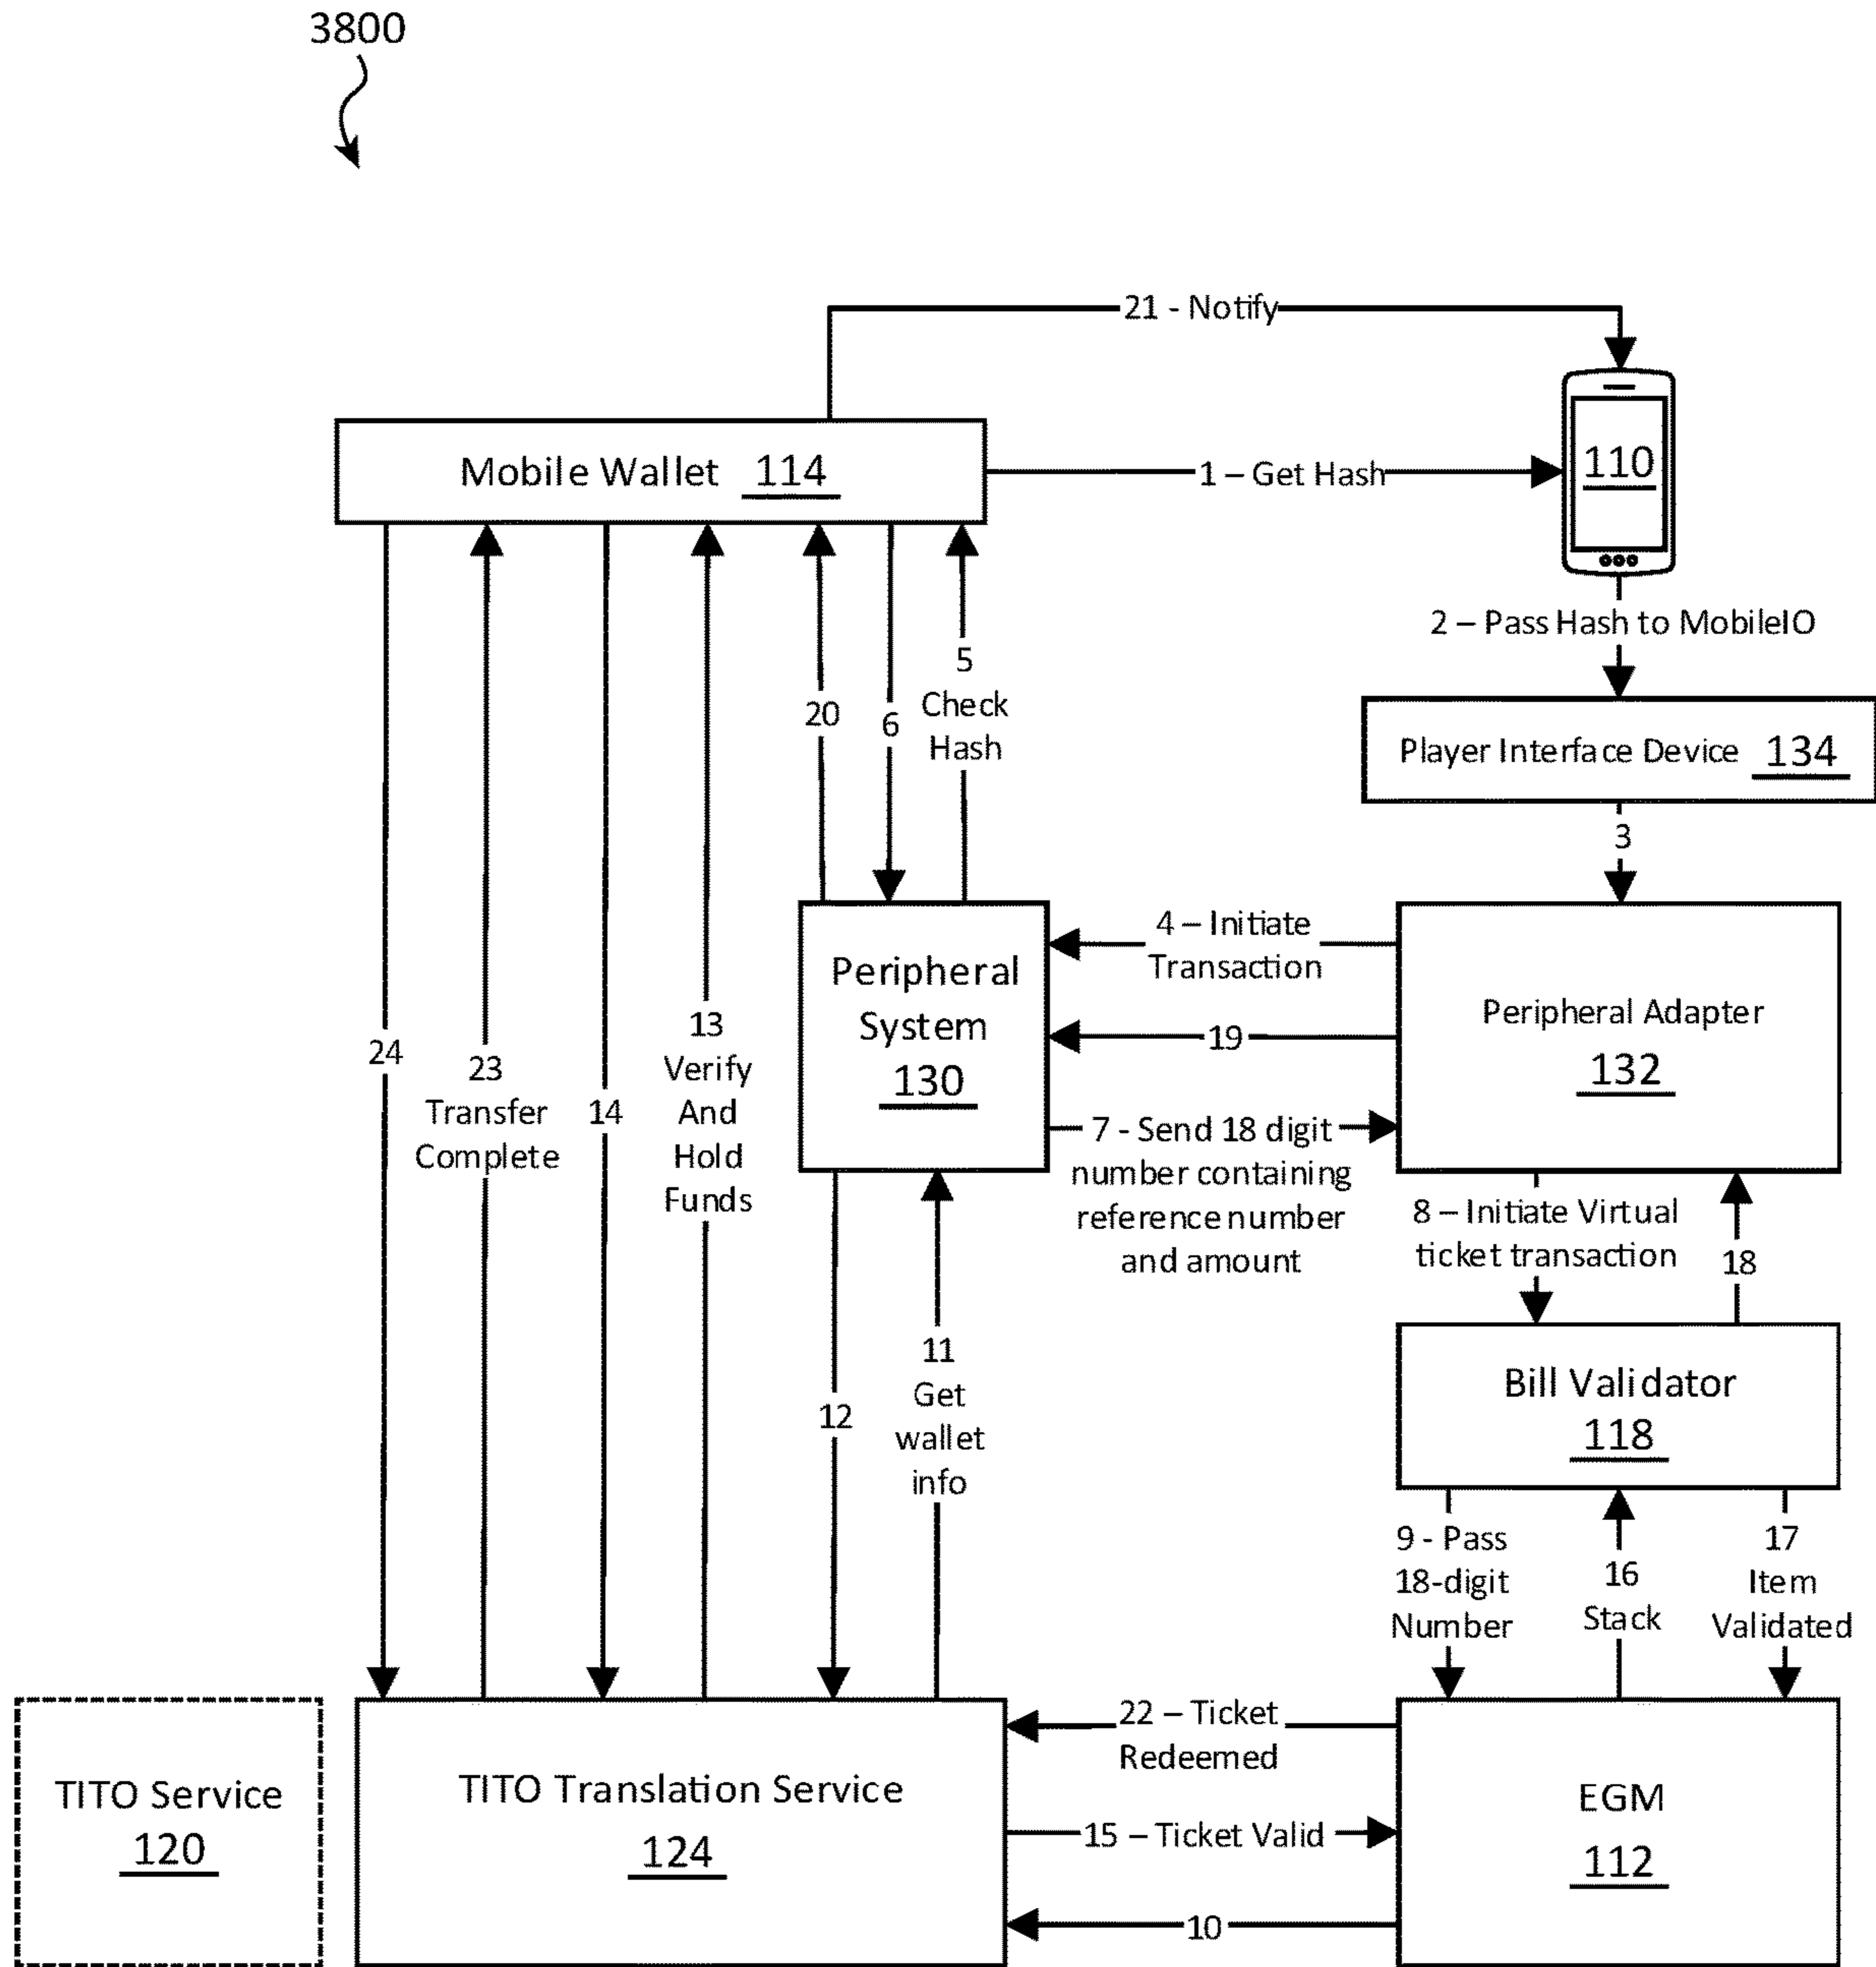 3800
21 - Notify
Mobile Wallet 114
1 – Get Hash
110
2 – Pass Hash to MobileIO
Player Interface Device 134
3
24
23
Transfer
Complete
14
13
Verify
And
Hold
Funds
20
6
5
Check
Hash
Peripheral
System
130
4 – Initiate
Transaction
19
7 - Send 18 digit
number containing
reference number
and amount
Peripheral Adapter
132
8 – Initiate Virtual
ticket transaction
18
12
11
Get
wallet
info
Bill Validator
118
9 - Pass
18-digit
Number
16
Stack
17
Item
Validated
TITO Service
120
TITO Translation Service
124
22 – Ticket
Redeemed
15 – Ticket Valid
10
EGM
112